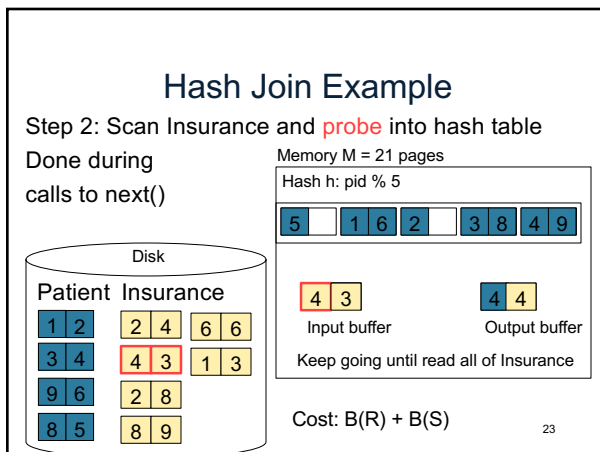 Hash Join Example
Step 2: Scan Insurance and probe into hash table
Done during
calls to next()
Memory M = 21 pages
Hash h: pid % 5
5 1 6 2 3 8 4 9
Disk
Patient Insurance
1 2 2 4 6 6
3 4 4 3 1 3
9 6 2 8
8 5 8 9
4 3 4 4
Input buffer Output buffer
Keep going until read all of Insurance
Cost: B(R) + B(S)
23